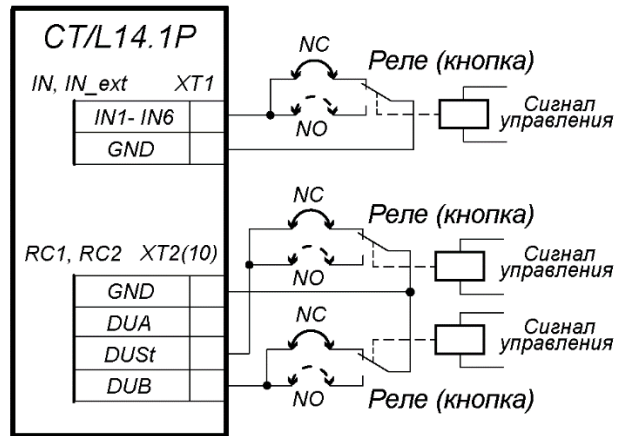 CT/L14.1P
NC
Реле (кнопка)
IN, IN_ext XT1
IN1- IN6
GND
NO
Сигнал
управления
NC
Реле (кнопка)
RC1, RC2 XT2(10)
GND
DUA
DUSt
DUB
NO
Сигнал
управления
NC
Сигнал
управления
NO
Реле (кнопка)